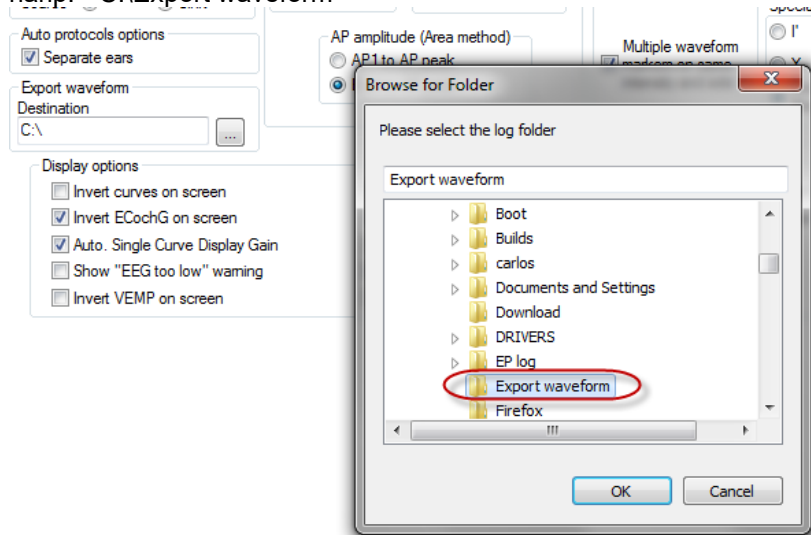 напр. "C:\Export waveform"
Auto protocols options
Separate ears
Export waveform
Destination
C:\
...
AP amplitude (Area method)
AP1 to AP peak
Multiple waveform
Display options
Invert curves on screen
Invert ECochG on screen
Auto. Single Curve Display Gain
Show "EEG too low" warning
Invert VEMP on screen
Browse for Folder
Please select the log folder
Export waveform
Boot
Builds
carlos
Documents and Settings
Download
DRIVERS
EP log
Export waveform
Firefox
OK
Cancel